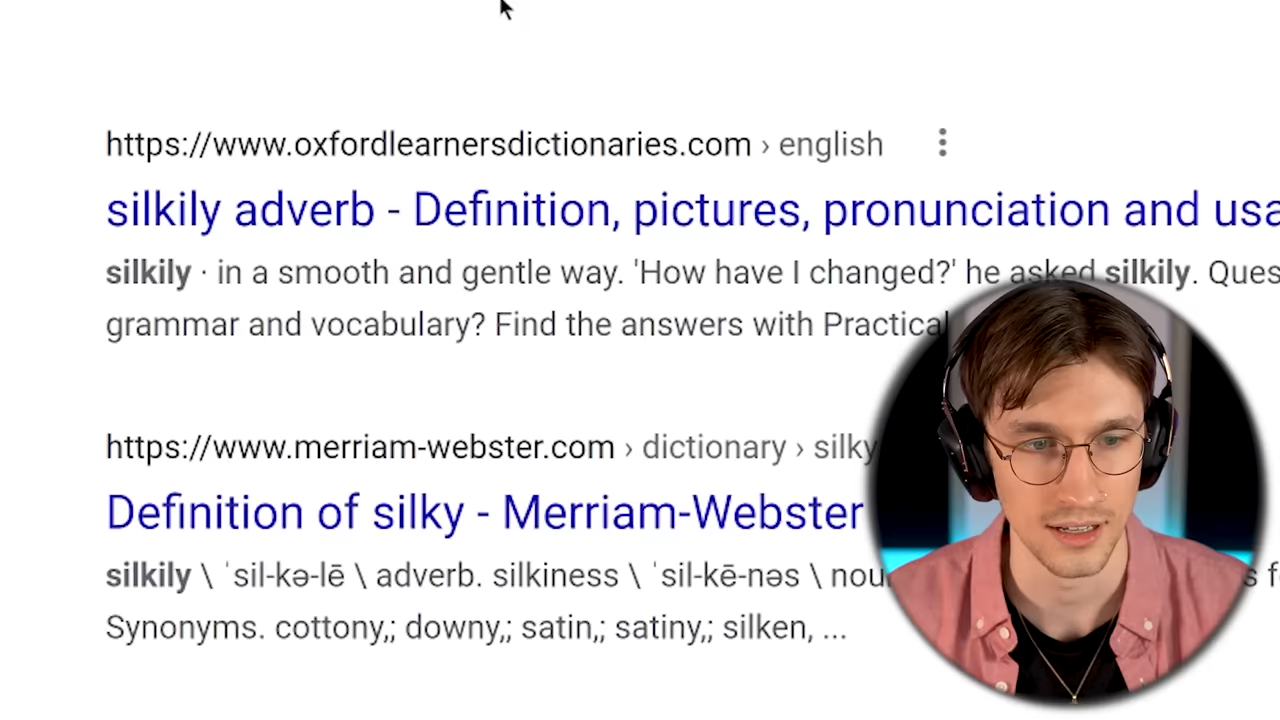 https://www.oxfordlearnersdictionaries.com › english
silkily adverb - Definition, pictures, pronunciation and usa
silkily · in a smooth and gentle way. 'How have I changed?' he asked silkily. Ques
grammar and vocabulary? Find the answers with Practical
https://www.merriam-webster.com › dictionary › silky
Definition of silky - Merriam-Webster
silkily \ ˈsil-kə-lē \ adverb. silkiness \ ˈsil-kē-nəs \ nou s f
Synonyms. cottony,; downy,; satin,; satiny,; silken, ...